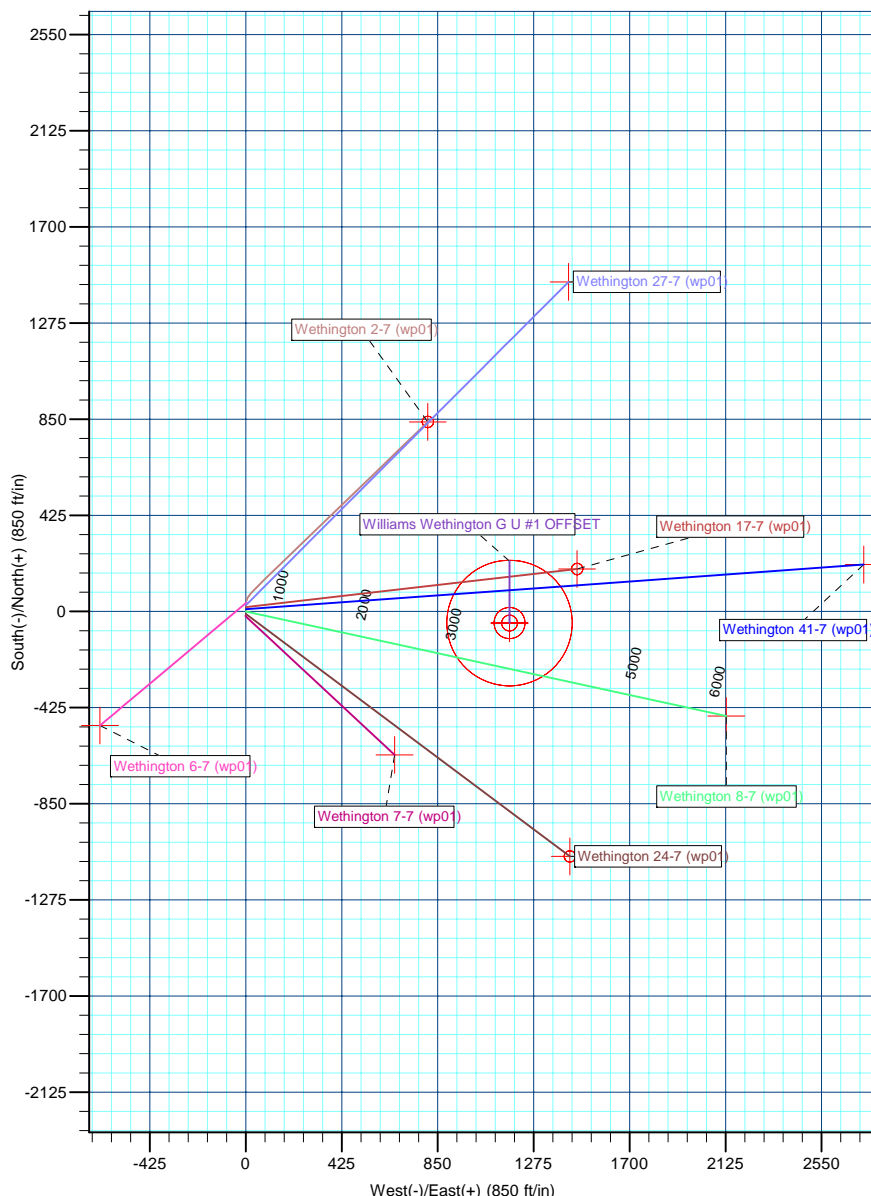 2550
2125
1700
1275
850
425
0
-425
-850
-1275
-1700
-2125
South(-)/North(+) (850 ft/in)
Wethington 27-7 (wp01)
Wethington 2-7 (wp01)
Williams Wethington G U #1 OFFSET
Wethington 17-7 (wp01)
1000
2000
3000
5000
6000
Wethington 41-7 (wp01)
Wethington 6-7 (wp01)
Wethington 8-7 (wp01)
Wethington 7-7 (wp01)
Wethington 24-7 (wp01)
-425
0
425
850
1275
1700
2125
2550
West(-)/East(+) (850 ft/in)